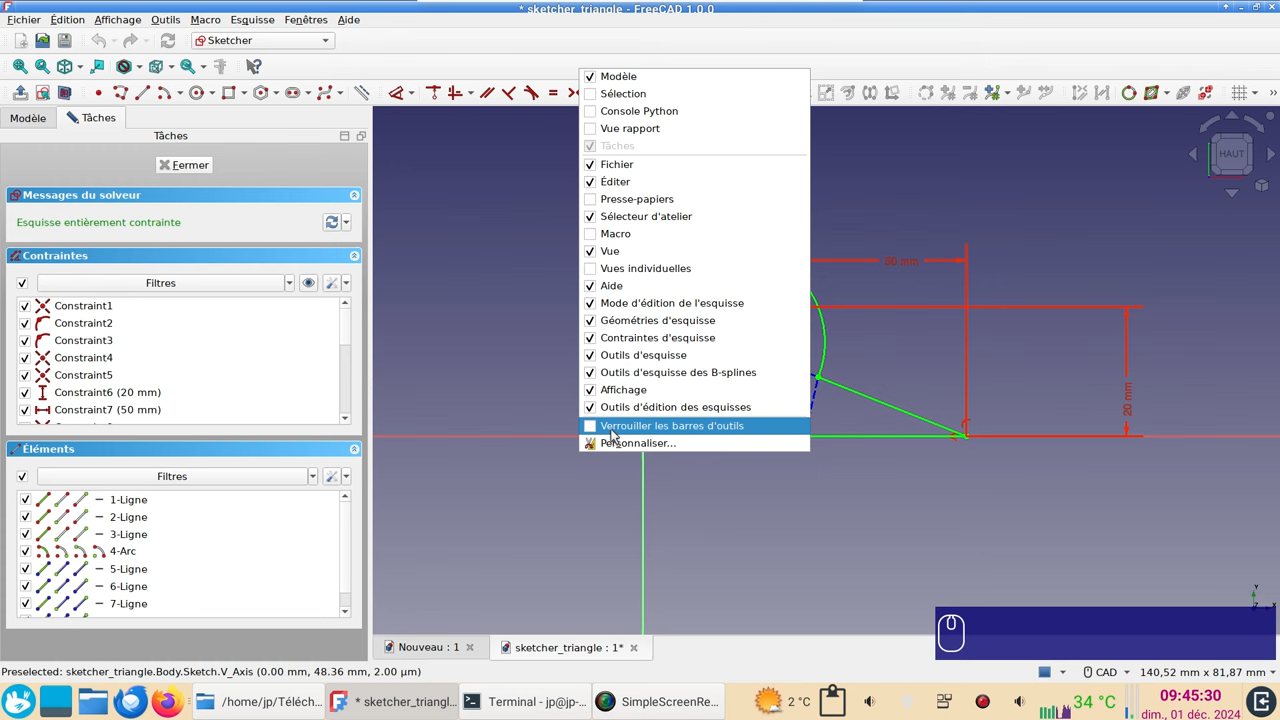 * sketcher_triangle - FreeCAD 1.0.0
Fichier Édition Affichage Outils Macro Esquisse Fenêtres Aide
Sketcher
Modèle
Tâches
Tâches
Fermer
Messages du solveur
Esquisse entièrement contrainte
Contraintes
Filtres
Constraint1
Constraint2
Constraint3
Constraint4
Constraint5
Constraint6 (20 mm)
Constraint7 (50 mm)
Éléments
Filtres
1-Ligne
2-Ligne
3-Ligne
4-Arc
5-Ligne
6-Ligne
7-Ligne
Modèle
Sélection
Console Python
Vue rapport
Tâches
Fichier
Éditer
Presse-papiers
Sélecteur d'atelier
Macro
Vue
Vues individuelles
Aide
Mode d'édition de l'esquisse
Géométries d'esquisse
Contraintes d'esquisse
Outils d'esquisse
Outils d'esquisse des B-splines
Affichage
Outils d'édition des esquisses
Verrouiller les barres d'outils
Personnaliser...
HAUT
20 mm
Nouveau : 1
sketcher_triangle : 1*
Preselected: sketcher_triangle.Body.Sketch.V_Axis (0.00 mm, 48.36 mm, 2.00 µm)
CAD
140,52 mm x 81,87 mm
/home/jp/Téléch...
* sketcher_triangl...
Terminal - jp@jp-...
SimpleScreenRe...
2 °C
34 °C
09:45:30
dim., 01 déc. 2024